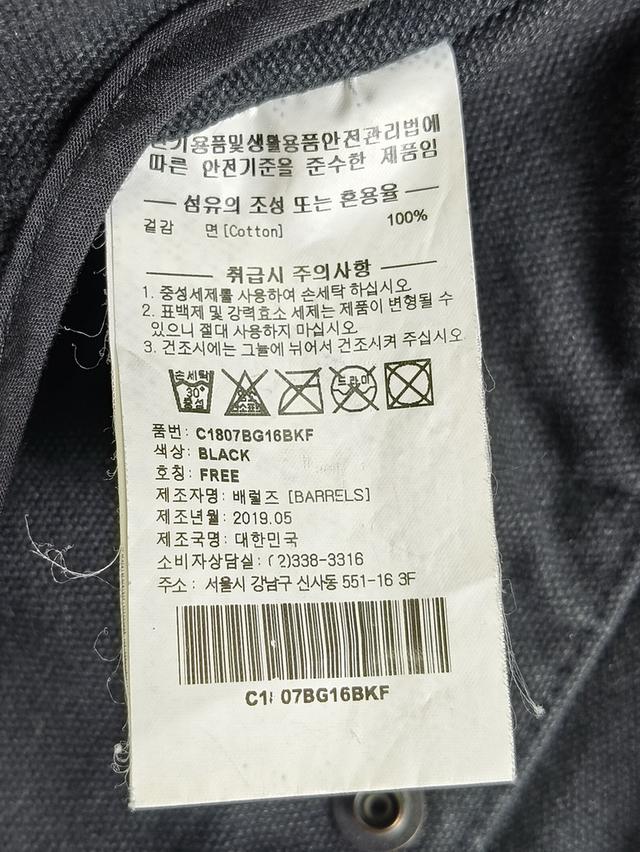 전기용품및생활용품안전관리법에
따른 안전기준을 준수한 제품임
섬유의 조성 또는 혼용율
겉감 면[Cotton] 100%
취급시 주의사항
1. 중성세제를 사용하여 손세탁 하십시오
2. 표백제 및 강력효소 세제는 제품이 변형될 수
있으니 절대 사용하지 마십시오
3. 건조시에는 그늘에 뉘어서 건조시켜 주십시오
손세탁
30°
중성
드라이
품번: C1807BG16BKF
색상: BLACK
호칭: FREE
제조자명: 배럴즈 [BARRELS]
제조년월: 2019.05
제조국명: 대한민국
소비자상담실: ( 2)338-3316
주소: 서울시 강남구 신사동 551-16 3F
C1 07BG16BKF